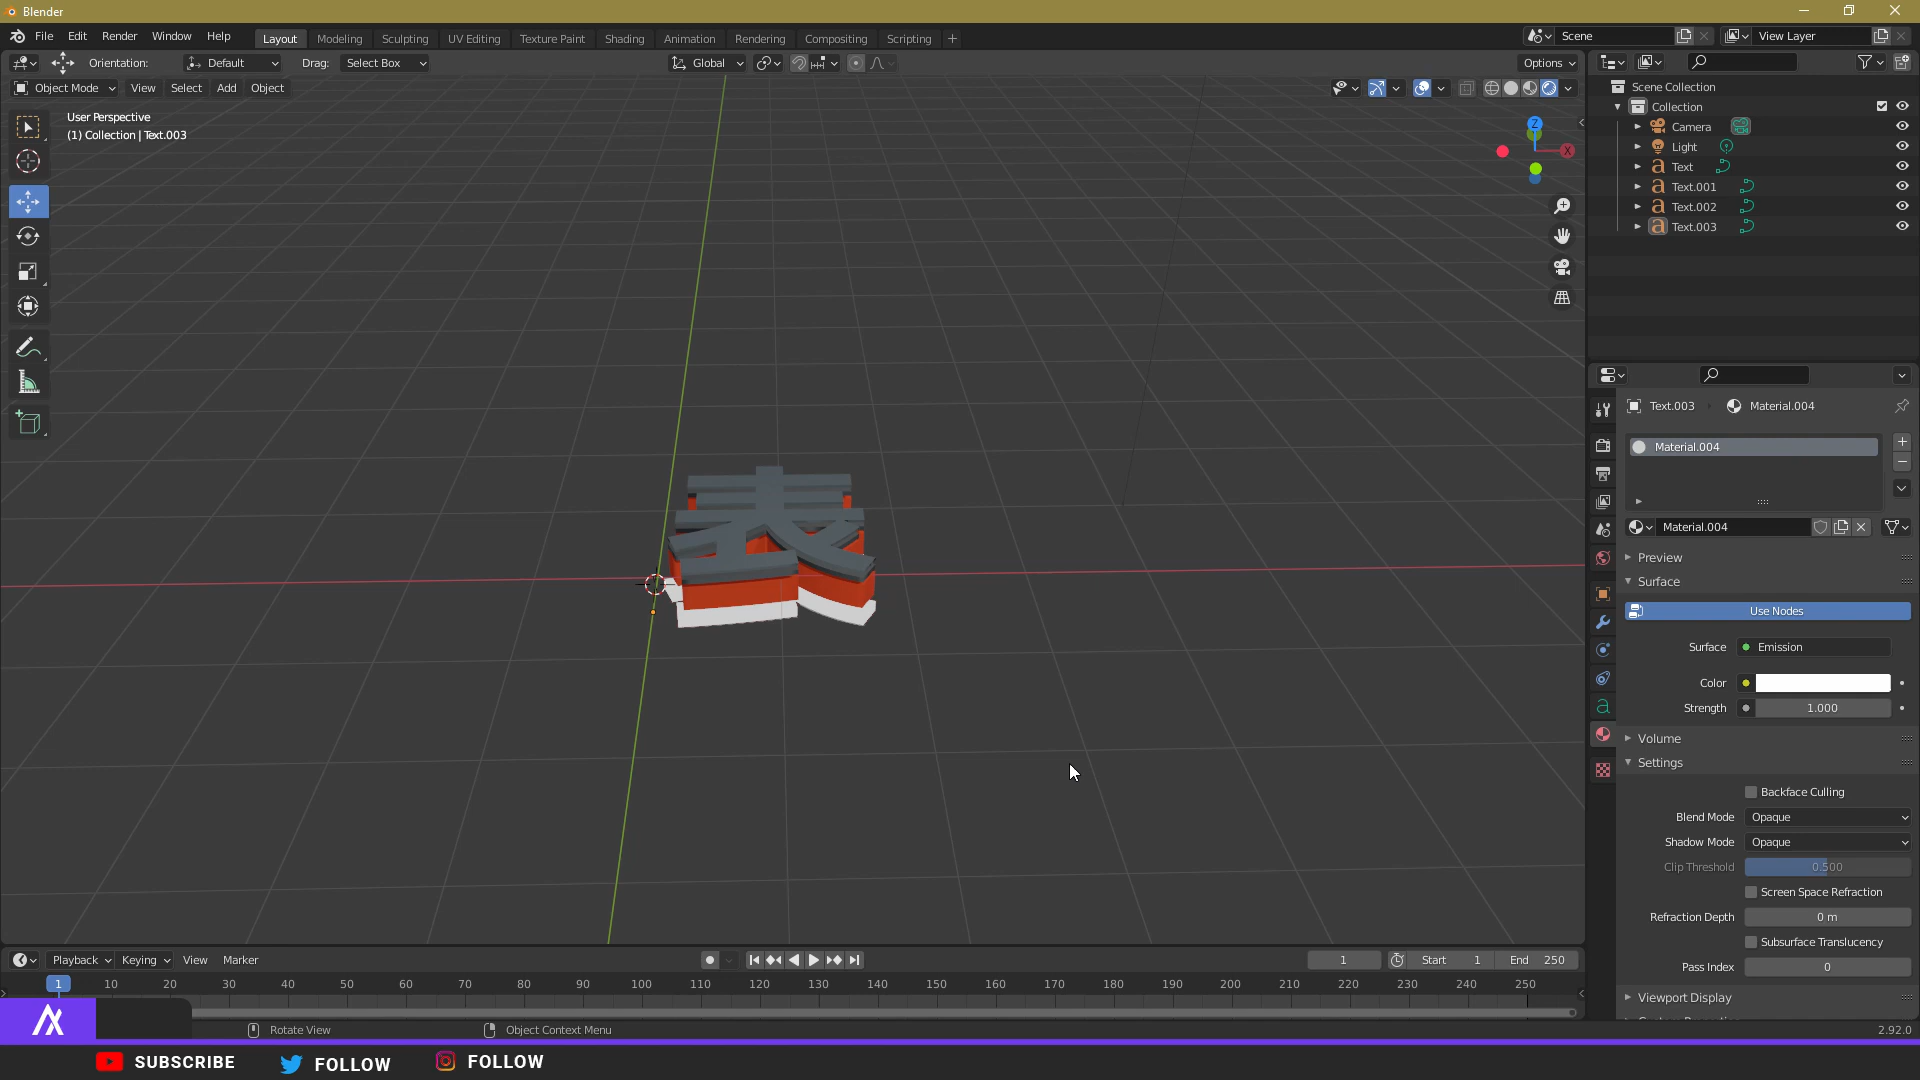 Blender
File Edit Render Window Help
Layout Modeling Sculpting UV Editing Texture Paint Shading Animation Rendering Compositing Scripting +
Scene
View Layer
Orientation: Default Drag: Select Box
Global
Options
Object Mode View Select Add Object
User Perspective
(1) Collection | Text.003
Z
X
Scene Collection
Collection
Camera
Light
Text
Text.001
Text.002
Text.003
Text.003 Material.004
Material.004
Material.004
Preview
Surface
Use Nodes
Surface Emission
Color
Strength 1.000
Volume
Settings
Backface Culling
Blend Mode Opaque
Shadow Mode Opaque
Clip Threshold 0.500
Screen Space Refraction
Refraction Depth 0 m
Subsurface Translucency
Pass Index 0
Viewport Display
Playback Keying View Marker
1 Start 1 End 250
1 10 20 30 40 50 60 70 80 90 100 110 120 130 140 150 160 170 180 190 200 210 220 230 240 250
Rotate View Object Context Menu
2.92.0
SUBSCRIBE FOLLOW FOLLOW